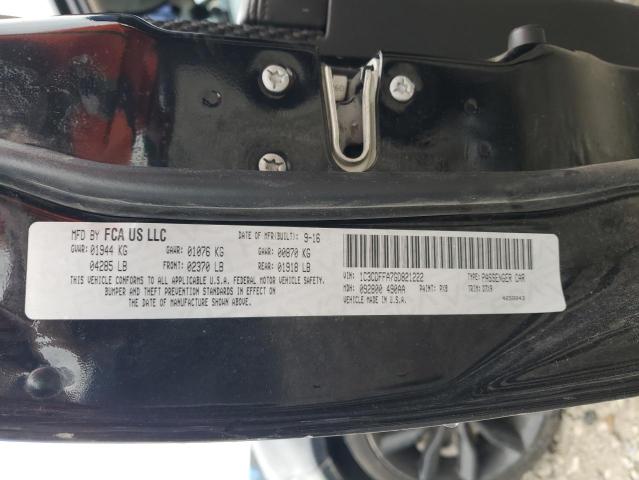 MFD BY FCA US LLC DATE OF MFR(BUILT): 9-16
GVWR: 01944 KG GAWR: 01076 KG GAWR: 00870 KG
04285 LB FRONT: 02370 LB REAR: 01918 LB
THIS VEHICLE CONFORMS TO ALL APPLICABLE U.S.A. FEDERAL MOTOR VEHICLE SAFETY,
BUMPER AND THEFT PREVENTION STANDARDS IN EFFECT ON
THE DATE OF MANUFACTURE SHOWN ABOVE.
VIN: 1C3CDFFA7GD821222 TYPE: PASSENGER CAR
MDH: 092800 490AA PAINT: PX8 TRIM: D7X9